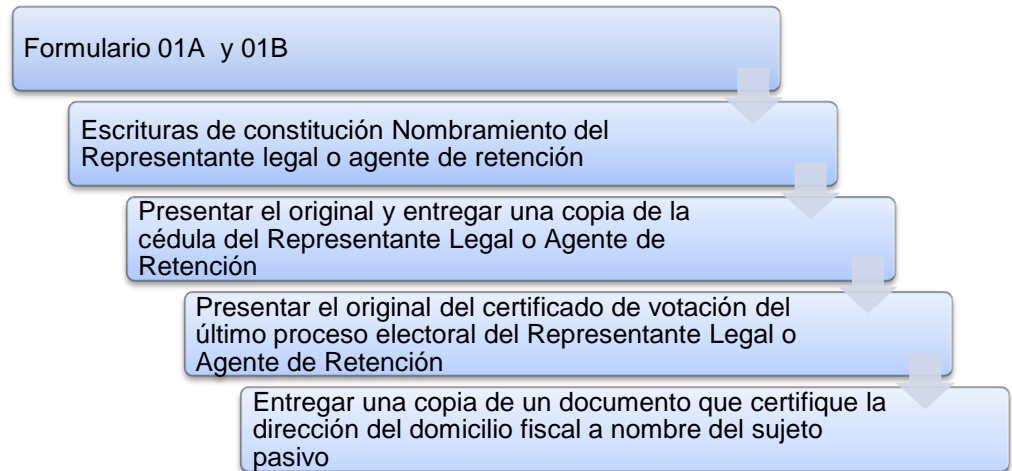 Formulario 01A y 01B
Escrituras de constitución Nombramiento del
Representante legal o agente de retención
Presentar el original y entregar una copia de la
cédula del Representante Legal o Agente de
Retención
Presentar el original del certificado de votación del
último proceso electoral del Representante Legal o
Agente de Retención
Entregar una copia de un documento que certifique la
dirección del domicilio fiscal a nombre del sujeto
pasivo